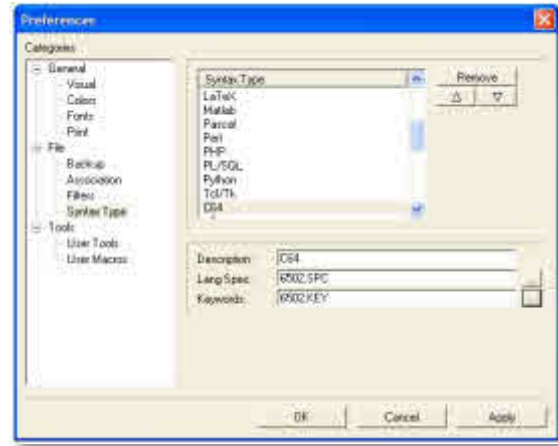 Preferences
Categories
General
Visual
Colors
Fonts
Print
File
Backup
Association
Filters
Syntax Type
Tools
User Tools
User Macros
Syntax Type
LaTeX
Matlab
Pascal
Perl
PHP
PL/SQL
Python
Tcl/Tk
C64
Remove
Description C64
Lang Spec 6502.SPC
Keywords 6502.KEY
...
OK Cancel Apply